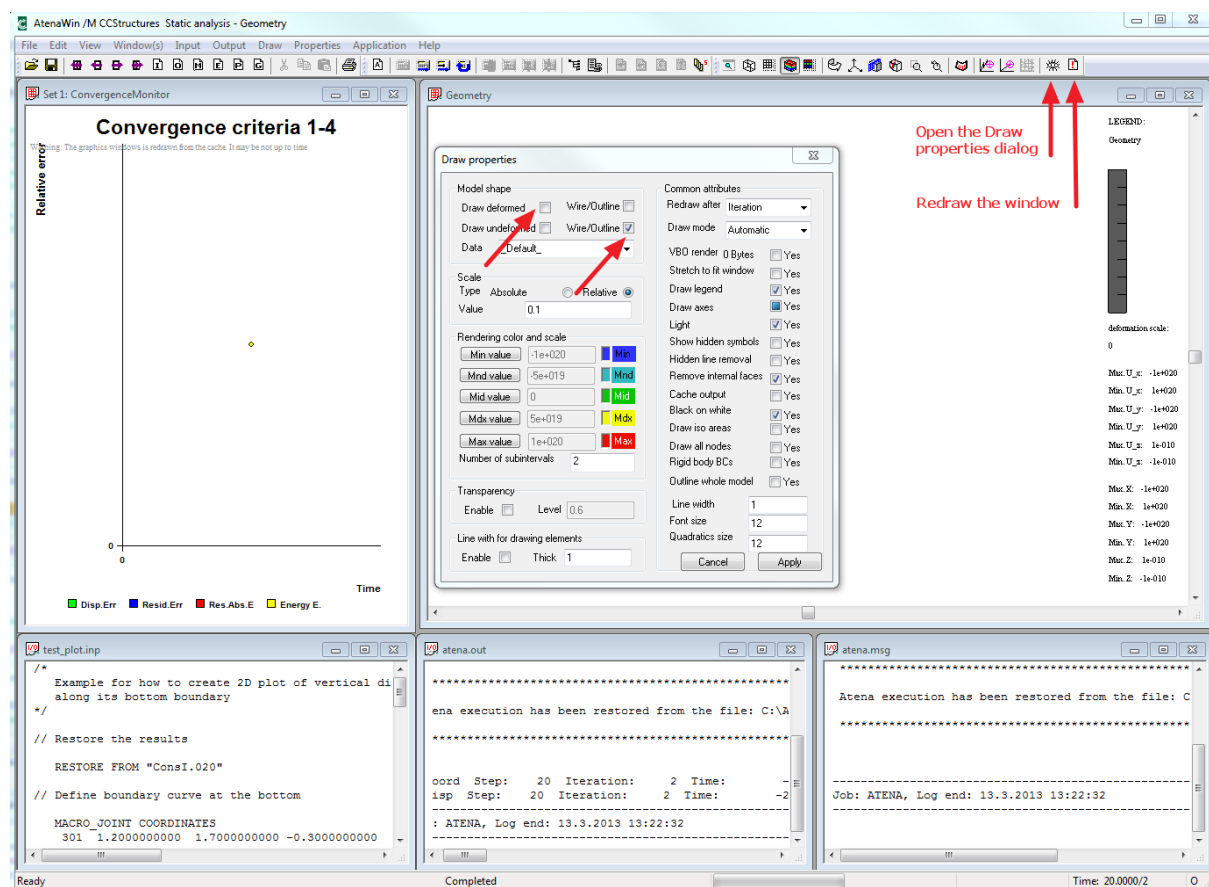 AtenaWin /M CCStructures Static analysis - Geometry
File Edit View Window(s) Input Output Draw Properties Application Help
Set 1: ConvergenceMonitor
Convergence criteria 1-4
Warning: The graphics windows is redrawn from the cache. It may be not up to time
Relative error
0
0
Time
Disp.Err Resid.Err Res.Abs.E Energy E.
Geometry
Open the Draw
properties dialog
Redraw the window
LEGEND:
Geometry
deformation scale:
0
Max. U_x: -1e+020
Min. U_x: 1e+020
Max. U_y: -1e+020
Min. U_y: 1e+020
Max. U_z: 1e-010
Min. U_z: -1e-010
Max. X: -1e+020
Min. X: 1e+020
Max. Y: -1e+020
Min. Y: 1e+020
Max. Z: 1e-010
Min. Z: -1e-010
Draw properties
Model shape
Draw deformed Wire/Outline
Draw undeformed Wire/Outline
Data _Default_
Scale
Type Absolute Relative
Value 0.1
Rendering color and scale
Min value -1e+020 Min
Mnd value -5e+019 Mnd
Mid value 0 Mid
Mdx value 5e+019 Mdx
Max value 1e+020 Max
Number of subintervals 2
Transparency
Enable Level 0.6
Line with for drawing elements
Enable Thick 1
Common attributes
Redraw after Iteration
Draw mode Automatic
VBO render 0 Bytes Yes
Stretch to fit window Yes
Draw legend Yes
Draw axes Yes
Light Yes
Show hidden symbols Yes
Hidden line removal Yes
Remove internal faces Yes
Cache output Yes
Black on white Yes
Draw iso areas Yes
Draw all nodes Yes
Rigid body BCs Yes
Outline whole model Yes
Line width 1
Font size 12
Quadratics size 12
Cancel Apply
test_plot.inp
/*
Example for how to create 2D plot of vertical di
along its bottom boundary
*/
// Restore the results
RESTORE FROM "ConsI.020"
// Define boundary curve at the bottom
MACRO_JOINT COORDINATES
301 1.2000000000 1.7000000000 -0.3000000000
atena.out
***************************************************
ena execution has been restored from the file: C:\A
***************************************************
oord Step: 20 Iteration: 2 Time: -
isp Step: 20 Iteration: 2 Time: -2
: ATENA, Log end: 13.3.2013 13:22:32
---------------------------------------------------
atena.msg
**************************************************
Atena execution has been restored from the file: C
**************************************************
---------------------------------------------------
Job: ATENA, Log end: 13.3.2013 13:22:32
---------------------------------------------------
Ready Completed Time: 20.0000/2 O